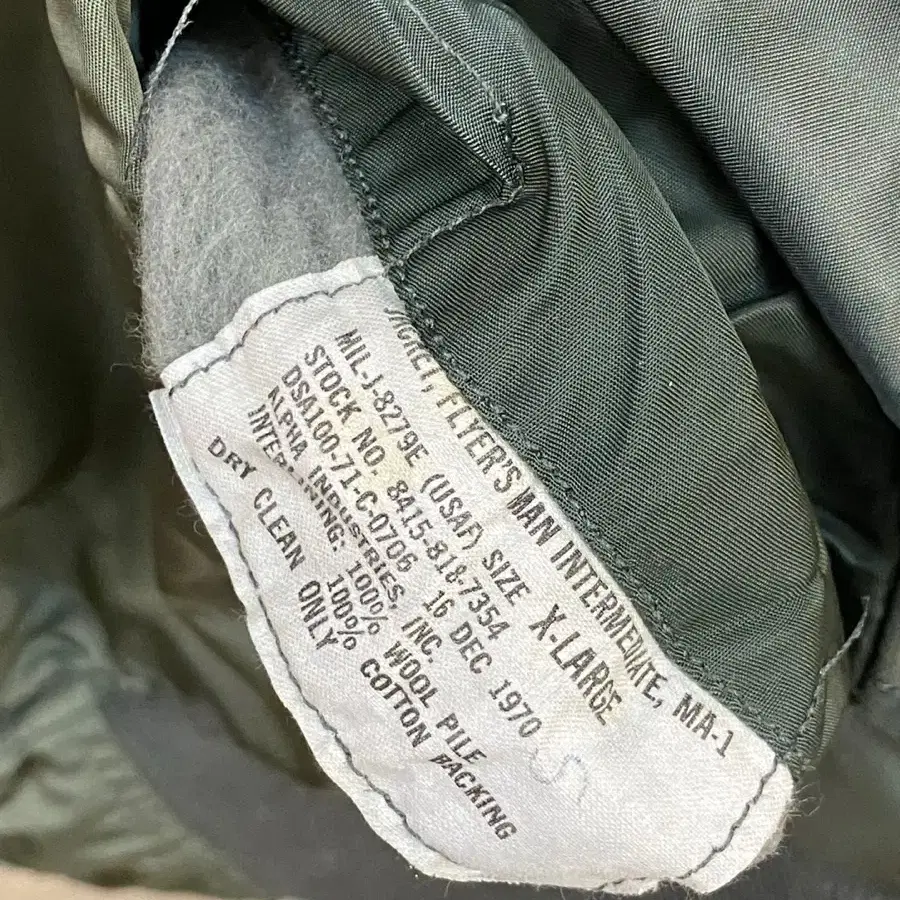 JACKET, FLYER'S MAN INTERMEDIATE, MA-1
MIL-J-8279E (USAF) SIZE X-LARGE
STOCK NO. 8415-818-7354
DSA100-71-C-0706 16 DEC 1970
ALPHA INDUSTRIES, INC.
INTERLINING: 100% WOOL PILE
100% COTTON BACKING
DRY CLEAN ONLY